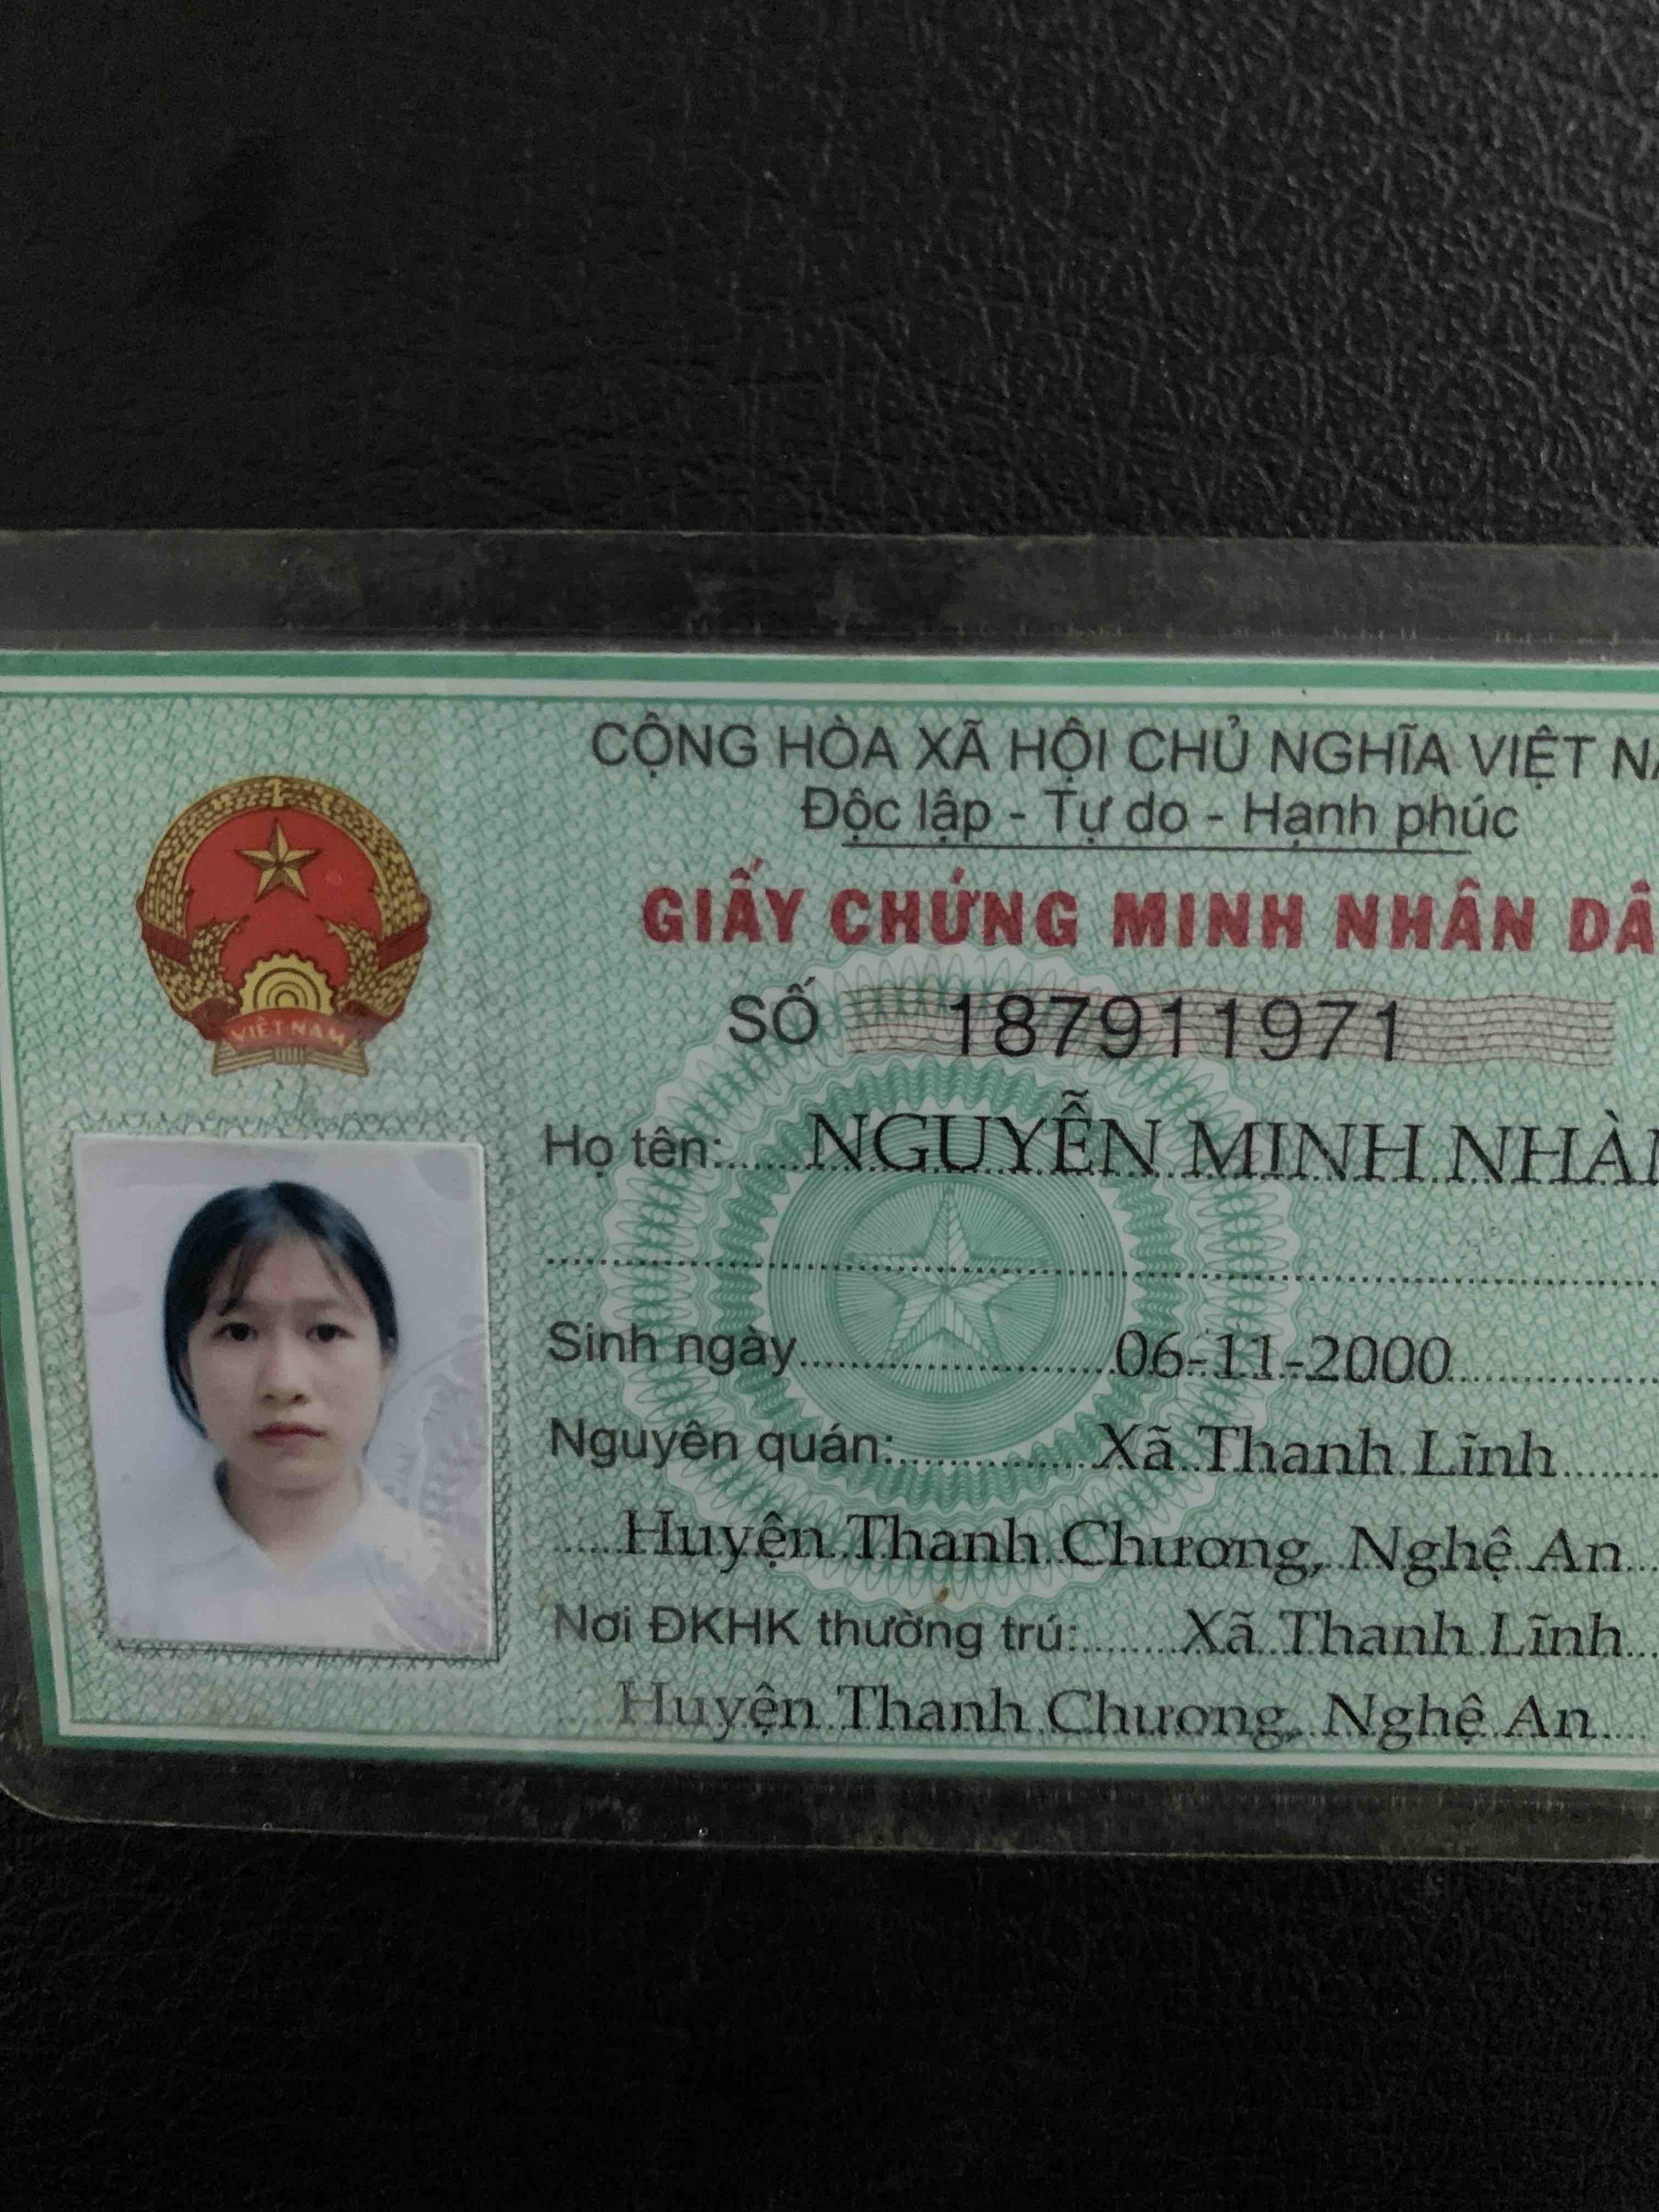 CỘNG HÒA XÃ HỘI CHỦ NGHĨA VIỆT
Độc lập - Tự do - Hạnh phúc
GIẤY CHỨNG MINH NHÂN
VIỆT NAM
SỐ 187911971
Họ tên: NGUYỄN MINH
Sinh ngày 06-11-2000
Nguyên quán: Xã Thanh Lĩnh
Huyện Thanh Chương, Nghệ An
Nơi ĐKHK thường trú: Xã Thanh Lĩnh
Huyện Thanh Chương, Nghệ An